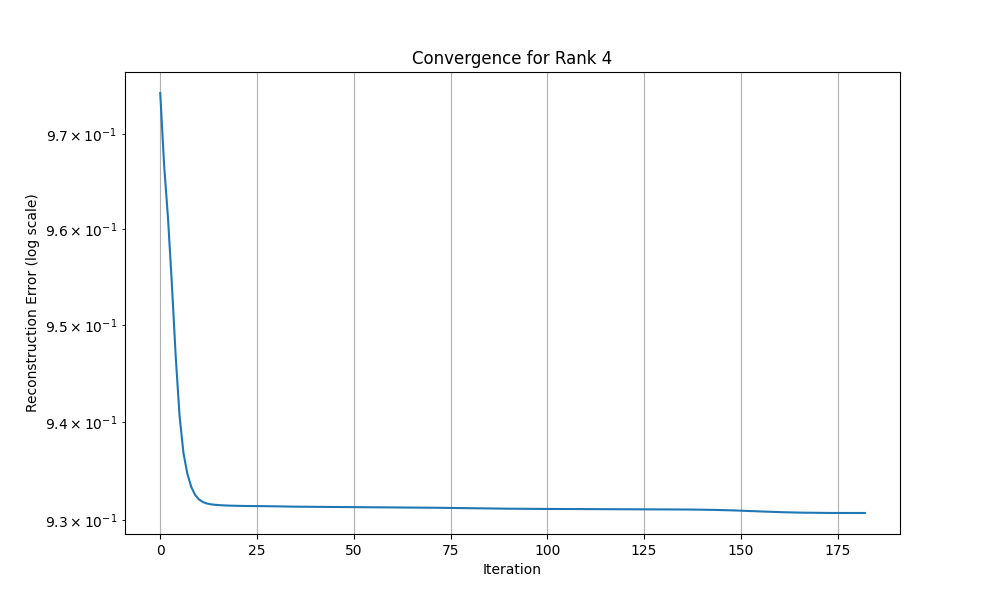 Convergence for Rank 4
Reconstruction Error (log scale)
9.7 × 10⁻¹
9.6 × 10⁻¹
9.5 × 10⁻¹
9.4 × 10⁻¹
9.3 × 10⁻¹
0 25 50 75 100 125 150 175
Iteration